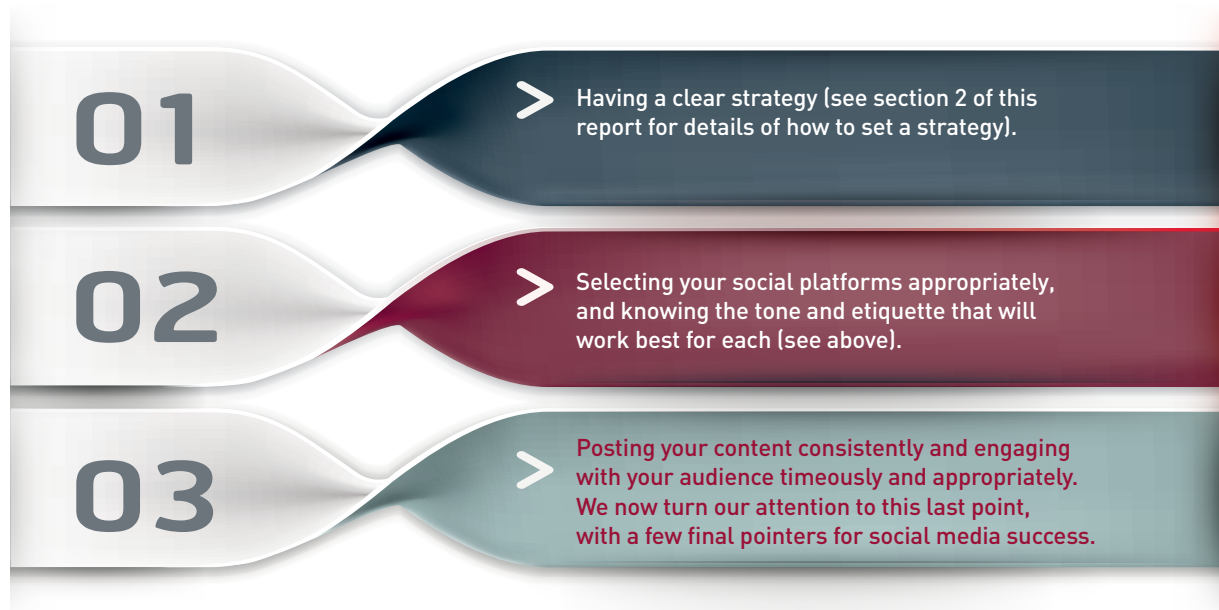 01
> Having a clear strategy (see section 2 of this
report for details of how to set a strategy).
02
> Selecting your social platforms appropriately,
and knowing the tone and etiquette that will
work best for each (see above).
03
> Posting your content consistently and engaging
with your audience timeously and appropriately.
We now turn our attention to this last point,
with a few final pointers for social media success.